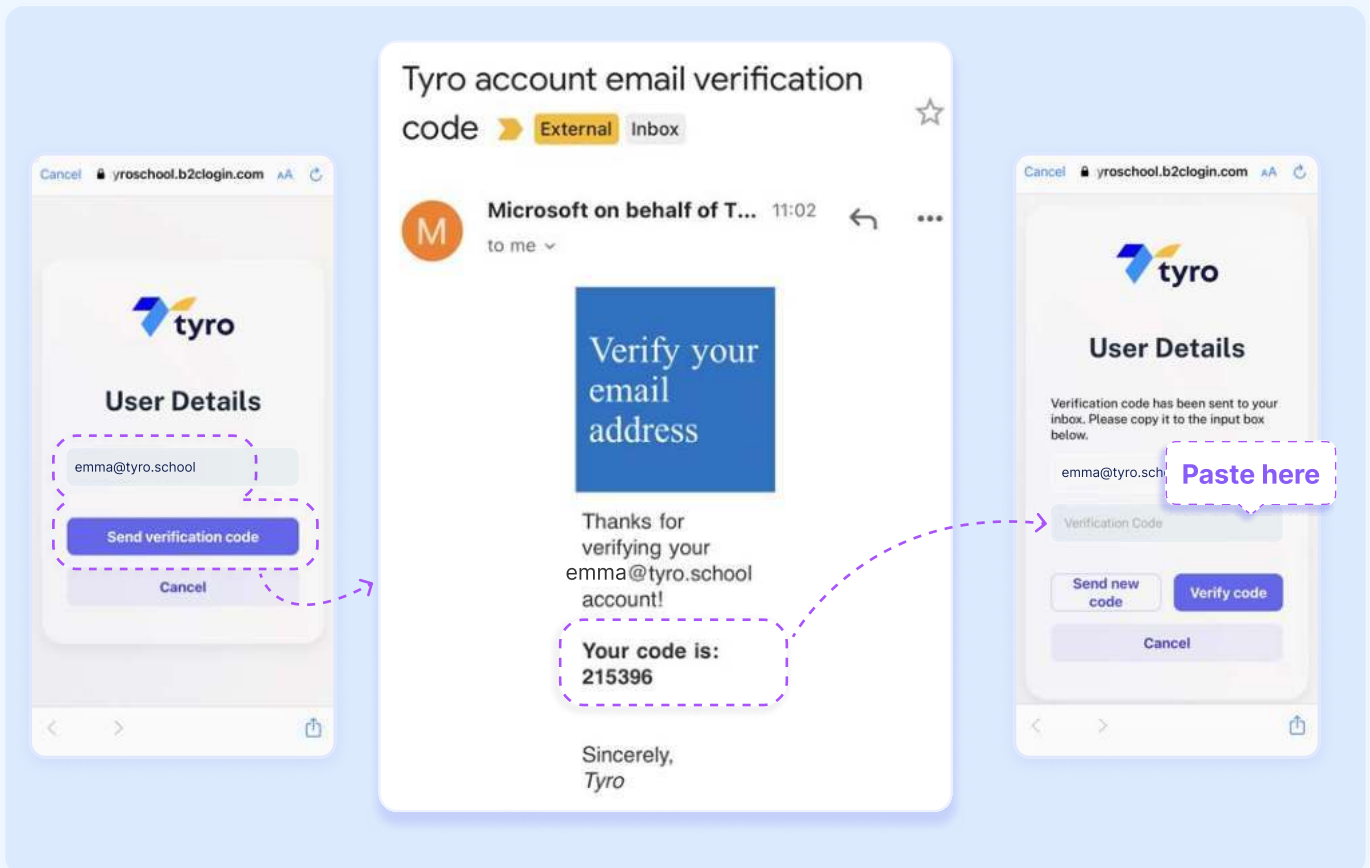 Cancel yroschool.b2clogin.com AA
tyro
User Details
emma@tyro.school
Send verification code
Cancel
Tyro account email verification
code External Inbox
M
Microsoft on behalf of T... 11:02
to me
Verify your
email
address
Thanks for
verifying your
emma@tyro.school
account!
Your code is:
215396
Sincerely,
Tyro
Cancel yroschool.b2clogin.com AA
tyro
User Details
Verification code has been sent to your
inbox. Please copy it to the input box
below.
emma@tyro.sch
Paste here
Verification Code
Send new
code
Verify code
Cancel